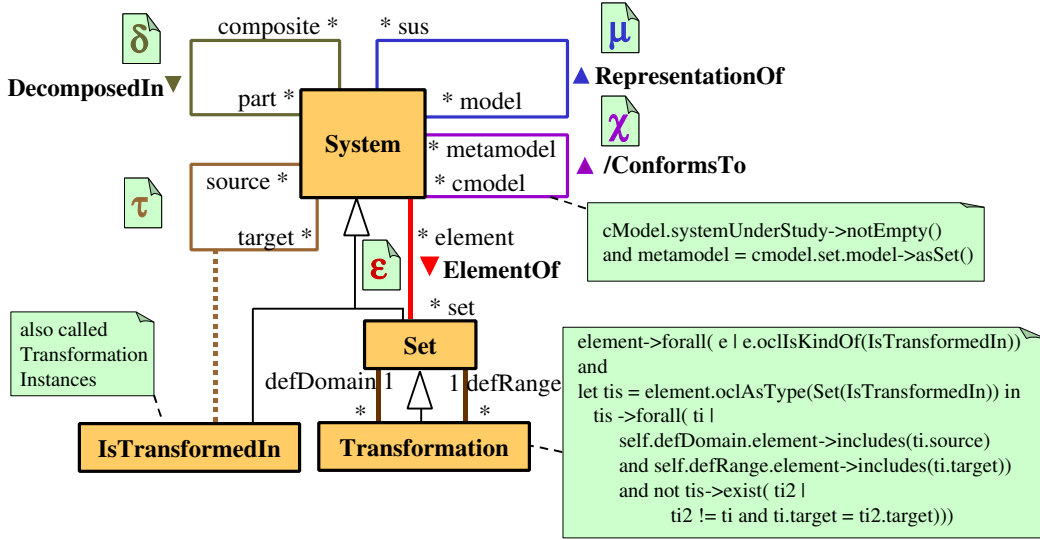 δ
composite *
* sus
μ
DecomposedIn▼
▲ RepresentationOf
part *
* model
System
χ
* metamodel
▲ /ConformsTo
source *
* cmodel
τ
target *
* element
cModel.systemUnderStudy->notEmpty()
and metamodel = cmodel.set.model->asSet()
ε
▼ ElementOf
* set
also called
Transformation
Instances
Set
defDomain 1
1 defRange
*
*
IsTransformedIn
Transformation
element->forall( e | e.oclIsKindOf(IsTransformedIn))
and
let tis = element.oclAsType(Set(IsTransformedIn)) in
tis ->forall( ti |
self.defDomain.element->includes(ti.source)
and self.defRange.element->includes(ti.target))
and not tis->exist( ti2 |
ti2 != ti and ti.target = ti2.target)))